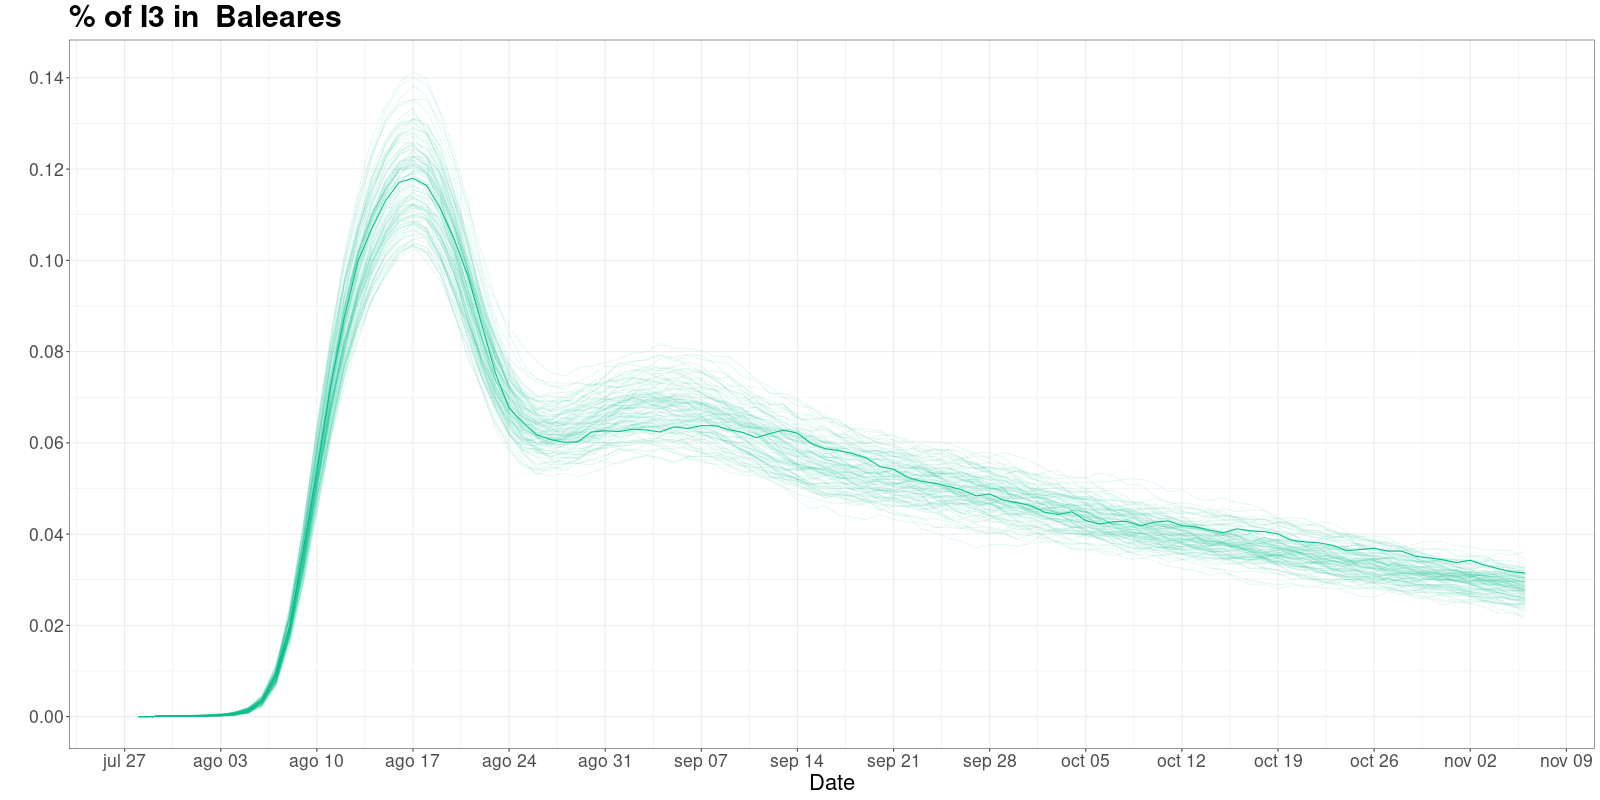 % of I3 in  Baleares
0.14
0.12
0.10
0.08
0.06
0.04
0.02
0.00
jul 27 ago 03 ago 10 ago 17 ago 24 ago 31 sep 07 sep 14 sep 21 sep 28 oct 05 oct 12 oct 19 oct 26 nov 02 nov 09
Date